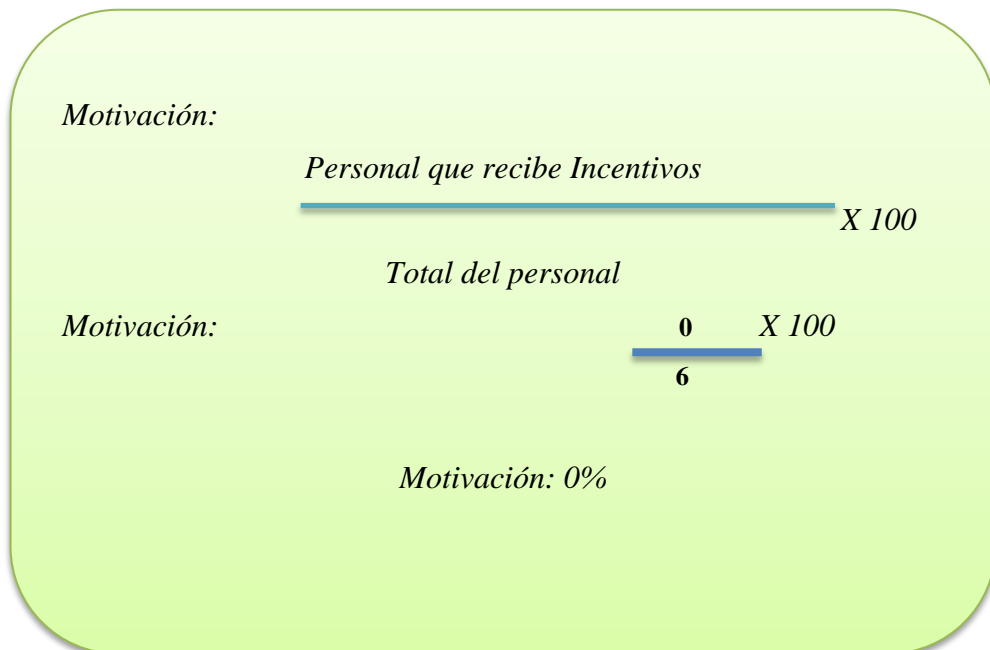 Motivación:
Personal que recibe Incentivos
X 100
Total del personal
Motivación: 0 X 100
6
Motivación: 0%